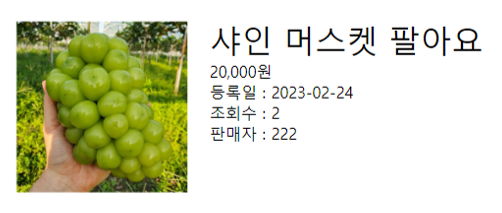 샤인 머스켓 팔아요
20,000원
등록일 : 2023-02-24
조회수 : 2
판매자 : 222